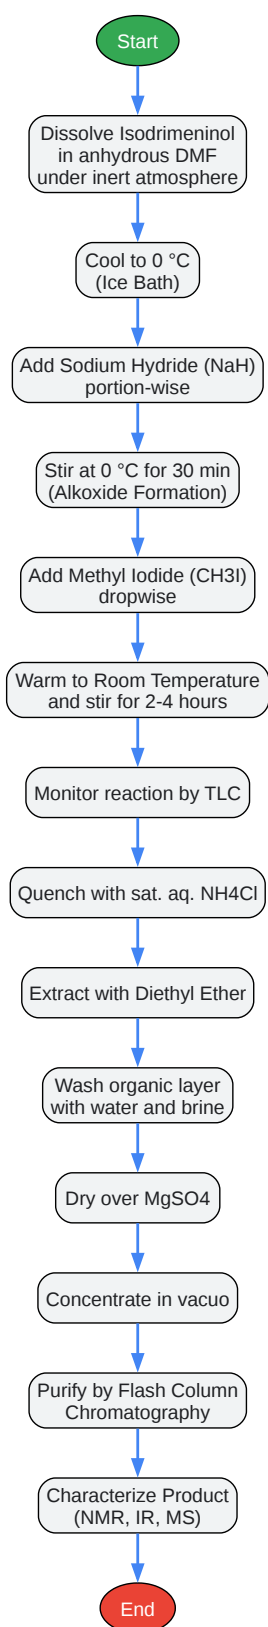 Start
Dissolve Isodrimeninol
in anhydrous DMF
under inert atmosphere
Cool to 0 °C
(Ice Bath)
Add Sodium Hydride (NaH)
portion-wise
Stir at 0 °C for 30 min
(Alkoxide Formation)
Add Methyl Iodide (CH3I)
dropwise
Warm to Room Temperature
and stir for 2-4 hours
Monitor reaction by TLC
Quench with sat. aq. NH4Cl
Extract with Diethyl Ether
Wash organic layer
with water and brine
Dry over MgSO4
Concentrate in vacuo
Purify by Flash Column
Chromatography
Characterize Product
(NMR, IR, MS)
End